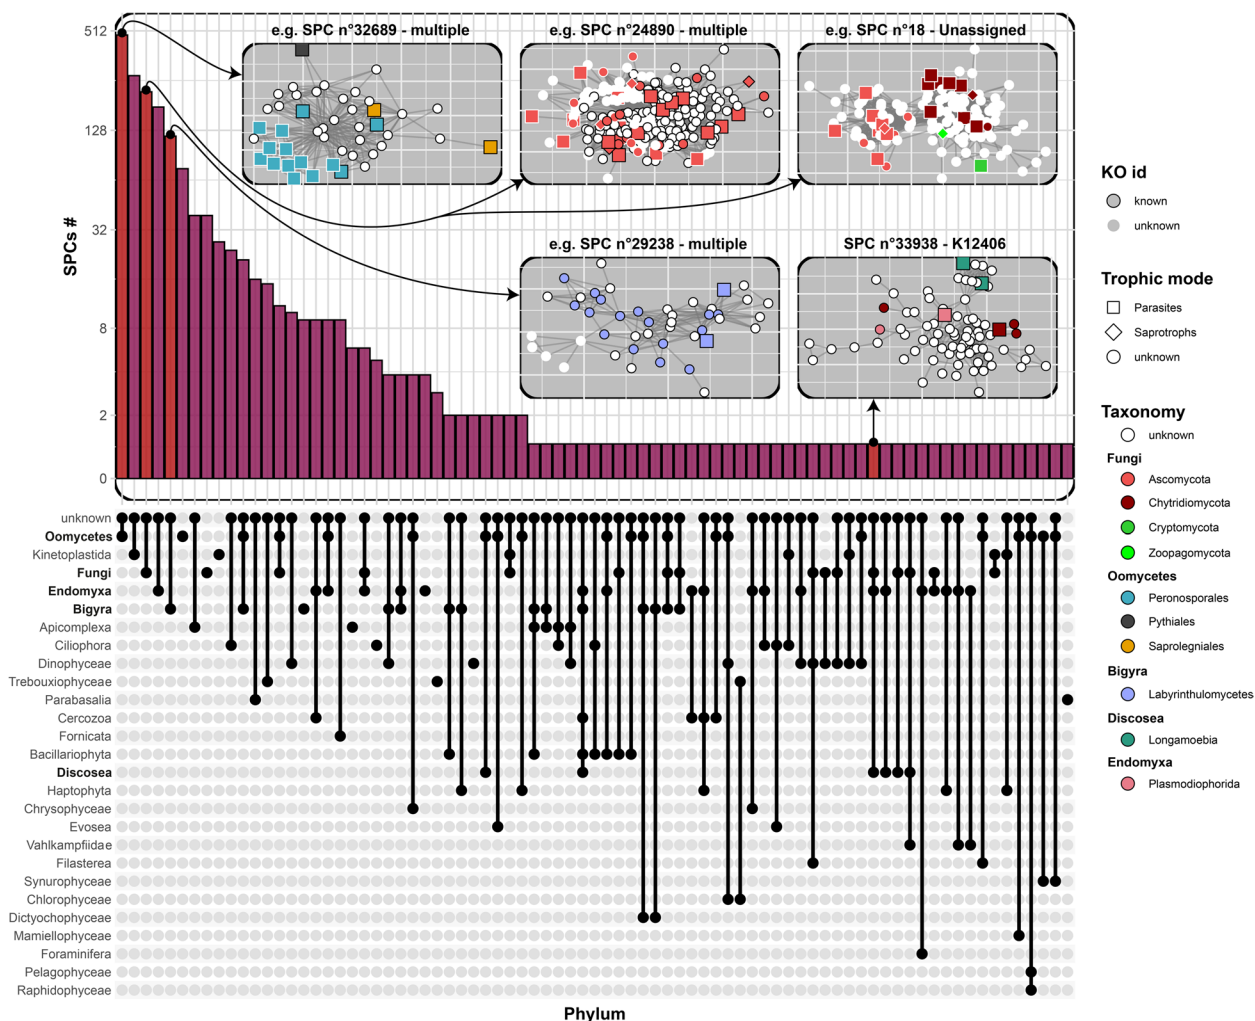 512
128
32
8
2
0
SPCs #
e.g. SPC n°32689 - multiple
e.g. SPC n°24890 - multiple
e.g. SPC n°18 - Unassigned
e.g. SPC n°29238 - multiple
SPC n°33938 - K12406
unknown
Oomycetes
Kinetoplastida
Fungi
Endomyxa
Bigyra
Apicomplexa
Ciliophora
Dinophyceae
Trebouxiophyceae
Parabasalia
Cercozoa
Fornicata
Bacillariophyta
Discosea
Haptophyta
Chrysophyceae
Evosea
Vahlkampfiidae
Filasterea
Synurophyceae
Chlorophyceae
Dictyochophyceae
Mamiellophyceae
Foraminifera
Pelagophyceae
Raphidophyceae
Phylum
KO id
known
unknown
Trophic mode
Parasites
Saprotrophs
unknown
Taxonomy
unknown
Fungi
Ascomycota
Chytridiomycota
Cryptomycota
Zoopagomycota
Oomycetes
Peronosporales
Pythiales
Saprolegniales
Bigyra
Labyrinthulomycetes
Discosea
Longamoebia
Endomyxa
Plasmodiophorida